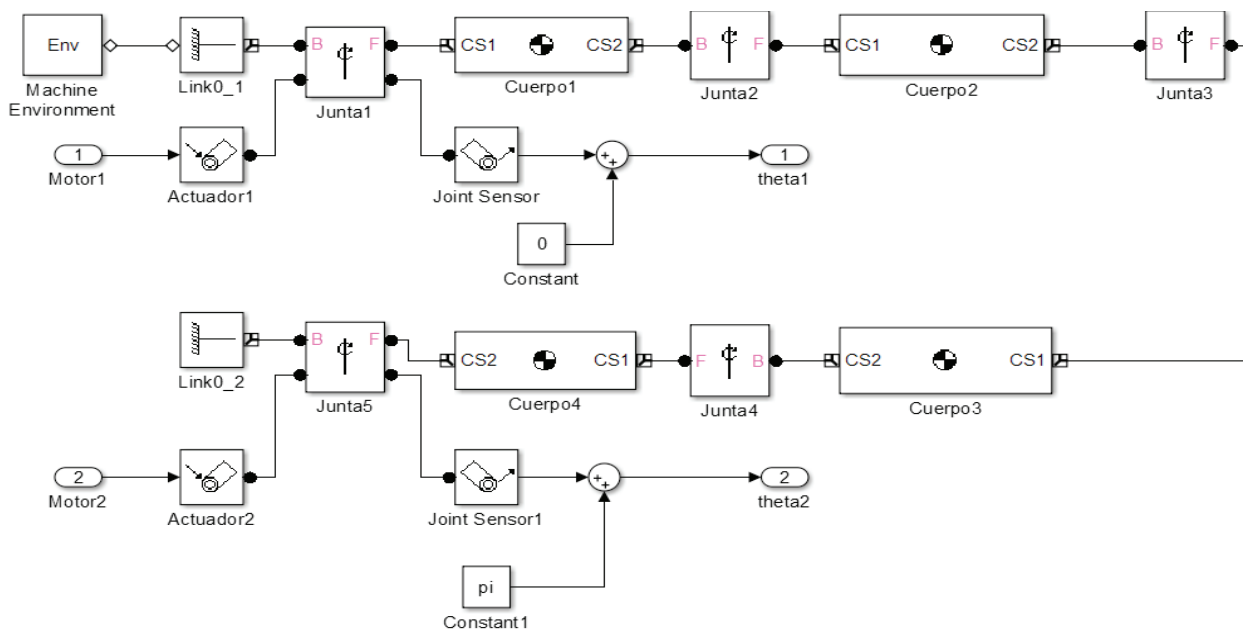 Env
Machine
Environment
Link0_1
B F
Junta1
CS1 CS2
Cuerpo1
B F
Junta2
CS1 CS2
Cuerpo2
B F
Junta3
1
Motor1
Actuador1
Joint Sensor
++
1
theta1
0
Constant
Link0_2
B F
Junta5
CS2 CS1
Cuerpo4
F B
Junta4
CS2 CS1
Cuerpo3
2
Motor2
Actuador2
Joint Sensor1
++
2
theta2
pi
Constant1